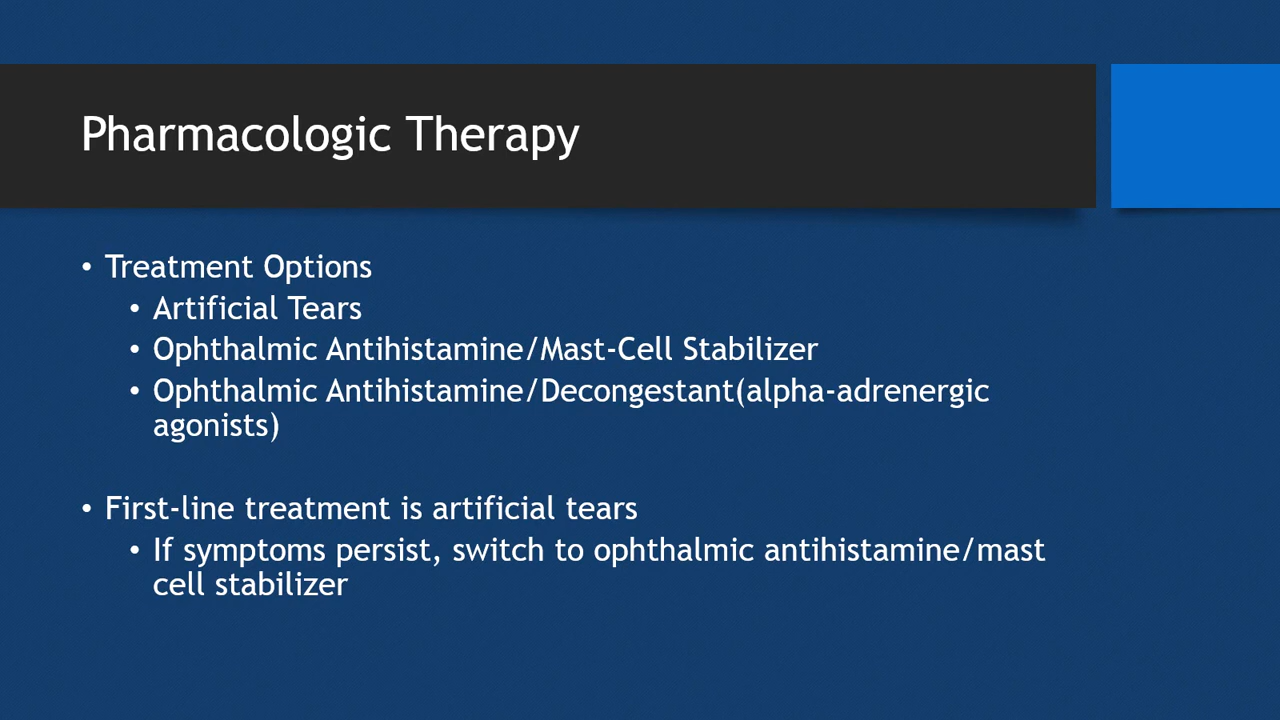 Pharmacologic Therapy
• Treatment Options
• Artificial Tears
• Ophthalmic Antihistamine/Mast-Cell Stabilizer
• Ophthalmic Antihistamine/Decongestant(alpha-adrenergic
agonists)
• First-line treatment is artificial tears
• If symptoms persist, switch to ophthalmic antihistamine/mast
cell stabilizer